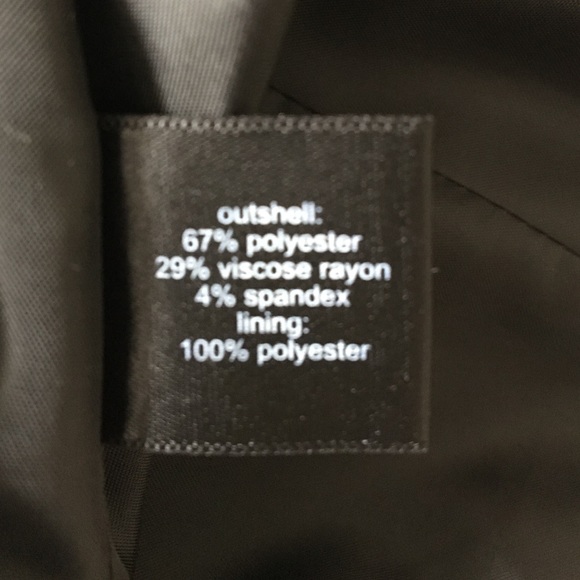 outshell:
67% polyester
29% viscose rayon
4% spandex
lining:
100% polyester